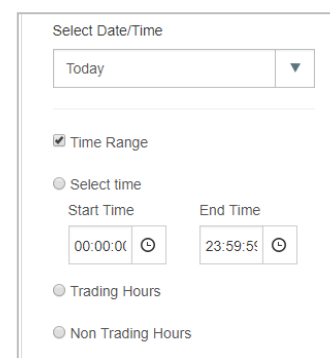 Select Date/Time
Today
Time Range
Select time
Start Time End Time
00:00:0( 23:59:5
Trading Hours
Non Trading Hours